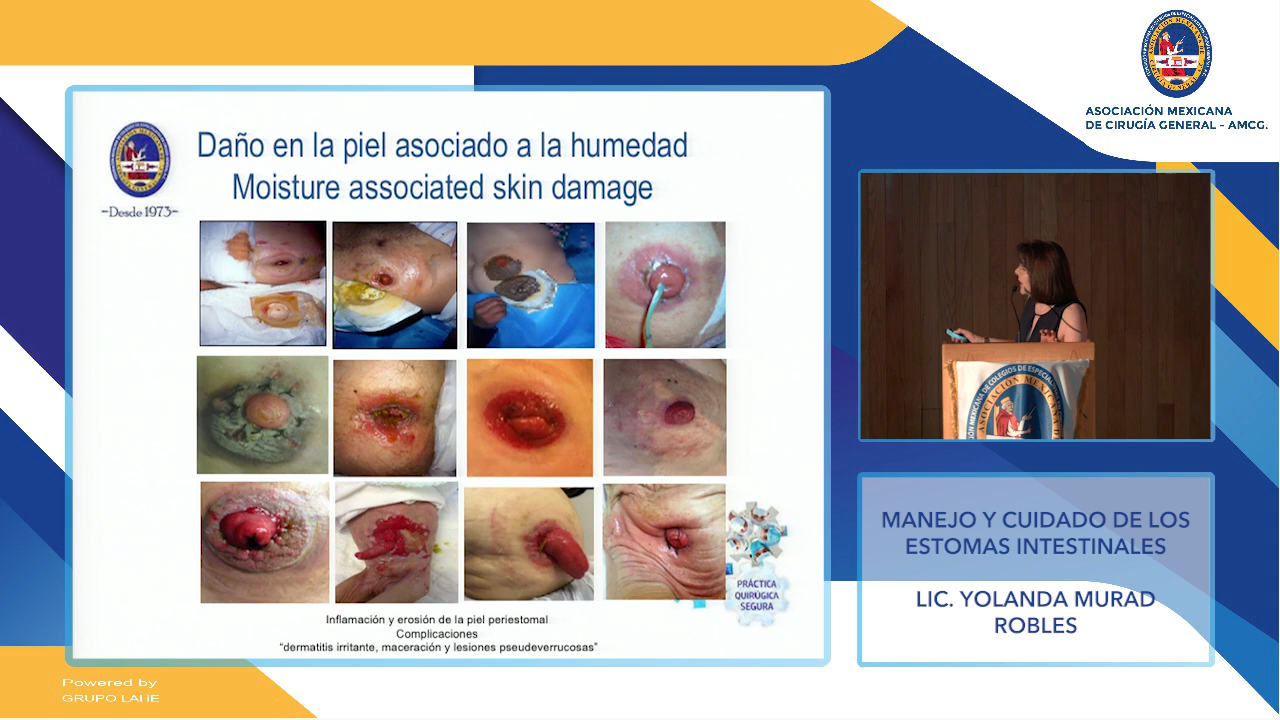 ASOCIACIÓN MEXICANA
DE CIRUGÍA GENERAL - AMCG.
Daño en la piel asociado a la humedad
Moisture associated skin damage
-Desde 1973-
PRÁCTICA
QUIRÚGICA
SEGURA
Inflamación y erosión de la piel periestomal
Complicaciones
“dermatitis irritante, maceración y lesiones pseudeverrucosas”
MANEJO Y CUIDADO DE LOS
ESTOMAS INTESTINALES
LIC. YOLANDA MURAD
ROBLES
Powered by
GRUPO LAHE